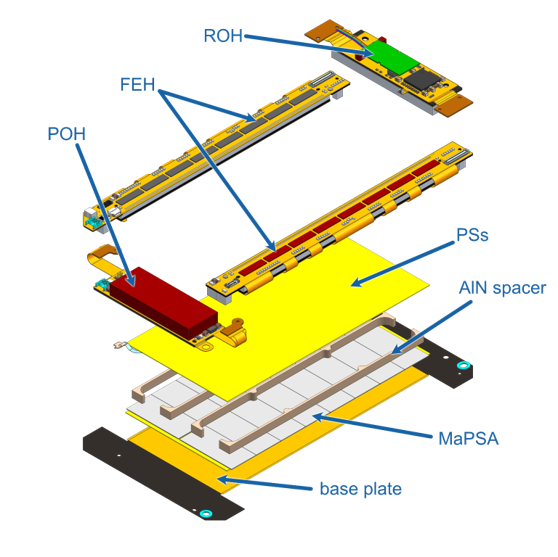 ROH
FEH
POH
PSs
AlN spacer
MaPSA
base plate